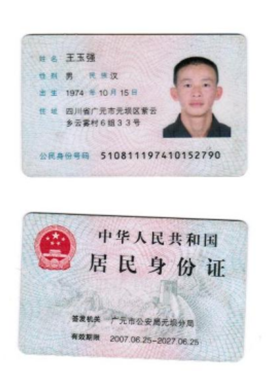 姓名 王玉强
性别 男 民族 汉
出生 1974 年 10 月 15 日
住址 四川省广元市元坝区紫云
乡云雾村6组33号
公民身份号码 510811197410152790
中华人民共和国
居民身份证
签发机关 广元市公安局元坝分局
有效期限 2007.06.25-2027.06.25